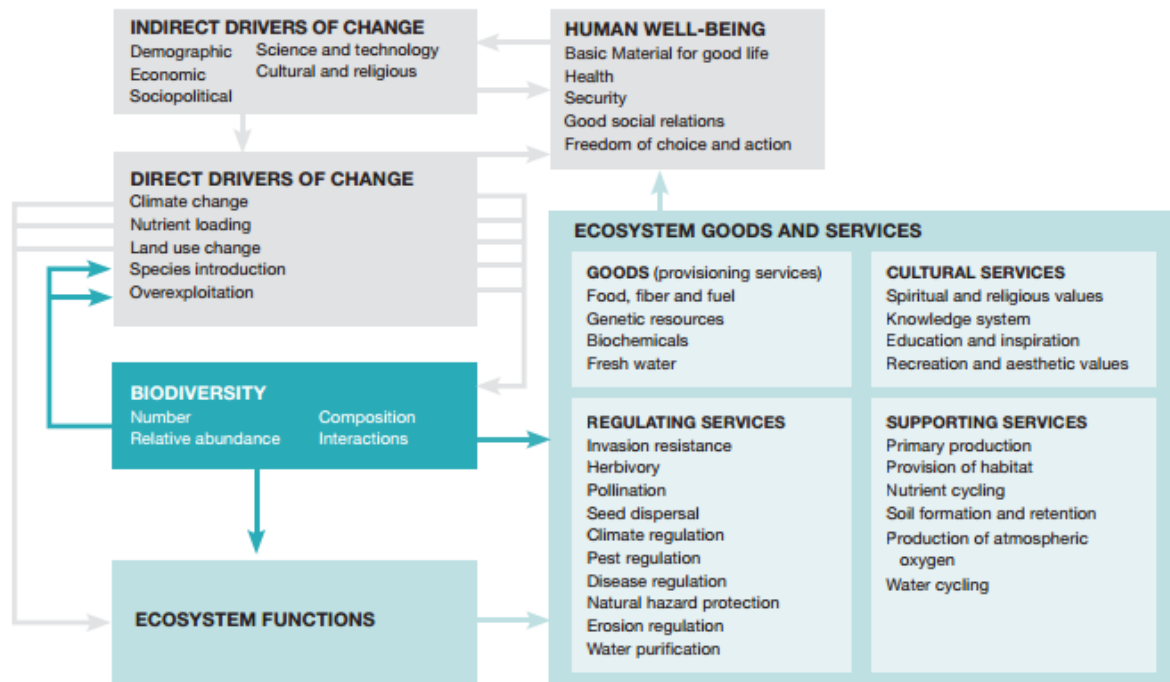 INDIRECT DRIVERS OF CHANGE
Demographic
Economic
Sociopolitical
Science and technology
Cultural and religious
HUMAN WELL-BEING
Basic Material for good life
Health
Security
Good social relations
Freedom of choice and action
DIRECT DRIVERS OF CHANGE
Climate change
Nutrient loading
Land use change
Species introduction
Overexploitation
BIODIVERSITY
Number
Relative abundance
Composition
Interactions
ECOSYSTEM FUNCTIONS
ECOSYSTEM GOODS AND SERVICES
GOODS (provisioning services)
Food, fiber and fuel
Genetic resources
Biochemicals
Fresh water
CULTURAL SERVICES
Spiritual and religious values
Knowledge system
Education and inspiration
Recreation and aesthetic values
REGULATING SERVICES
Invasion resistance
Herbivory
Pollination
Seed dispersal
Climate regulation
Pest regulation
Disease regulation
Natural hazard protection
Erosion regulation
Water purification
SUPPORTING SERVICES
Primary production
Provision of habitat
Nutrient cycling
Soil formation and retention
Production of atmospheric
oxygen
Water cycling